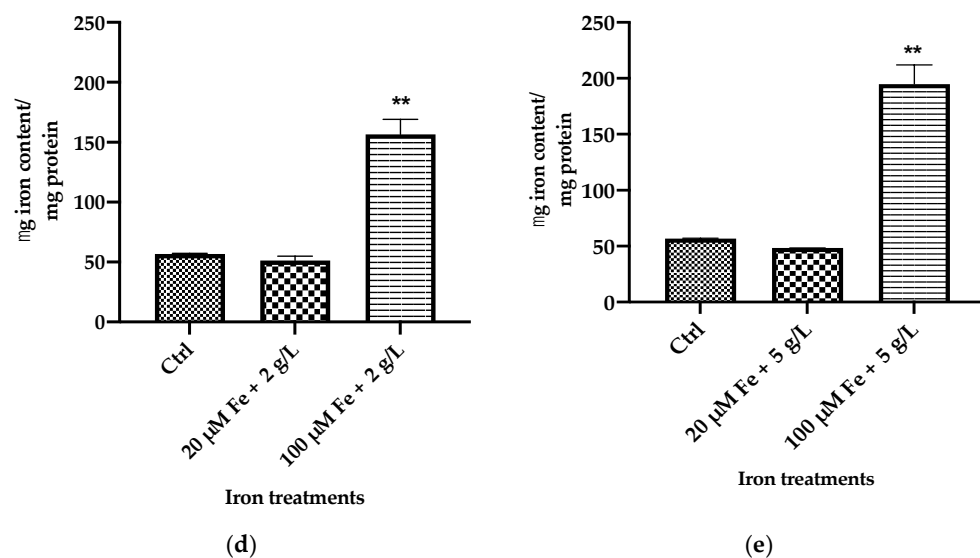 250
200
150
100
50
0
mg iron content/
mg protein
**
Ctrl
20 µM Fe + 2 g/L
100 µM Fe + 2 g/L
Iron treatments
(d)
250
200
150
100
50
0
mg iron content/
mg protein
**
Ctrl
20 µM Fe + 5 g/L
100 µM Fe + 5 g/L
Iron treatments
(e)